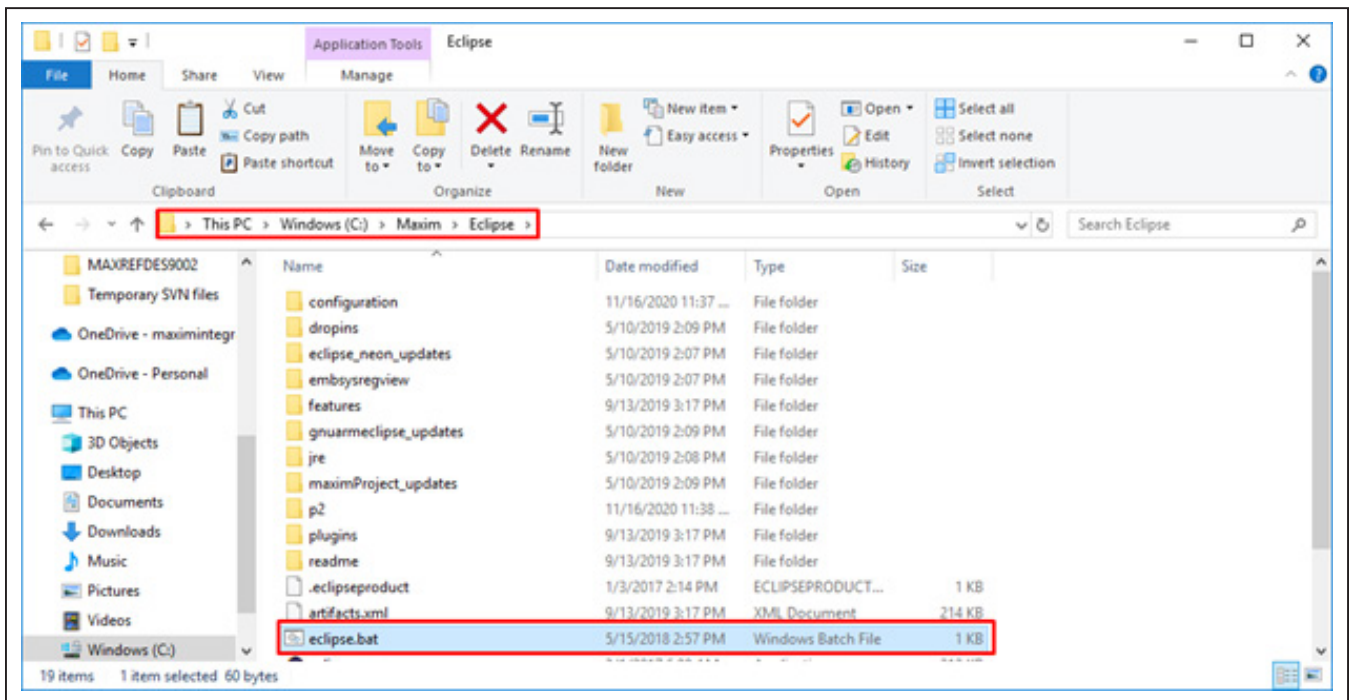 Application Tools Eclipse
File Home Share View Manage
Pin to Quick access
Copy
Paste
Cut
Copy path
Paste shortcut
Clipboard
Move to
Copy to
Delete
Rename
Organize
New folder
New item
Easy access
New
Properties
Open
Edit
History
Open
Select all
Select none
Invert selection
Select
This PC > Windows (C:) > Maxim > Eclipse >
Search Eclipse
MAXREFDES9002
Temporary SVN files
OneDrive - maximintegr
OneDrive - Personal
This PC
3D Objects
Desktop
Documents
Downloads
Music
Pictures
Videos
Windows (C:)
Name Date modified Type Size
configuration 11/16/2020 11:37 ... File folder
dropins 5/10/2019 2:09 PM File folder
eclipse_neon_updates 5/10/2019 2:07 PM File folder
embsysregview 5/10/2019 2:07 PM File folder
features 9/13/2019 3:17 PM File folder
gnuarmeclipse_updates 5/10/2019 2:09 PM File folder
jre 5/10/2019 2:08 PM File folder
maximProject_updates 5/10/2019 2:09 PM File folder
p2 11/16/2020 11:38 ... File folder
plugins 9/13/2019 3:17 PM File folder
readme 9/13/2019 3:17 PM File folder
.eclipseproduct 1/3/2017 2:14 PM ECLIPSEPRODUCT... 1 KB
artifacts.xml 9/13/2019 3:17 PM XML Document 214 KB
eclipse.bat 5/15/2018 2:57 PM Windows Batch File 1 KB
19 items 1 item selected 60 bytes